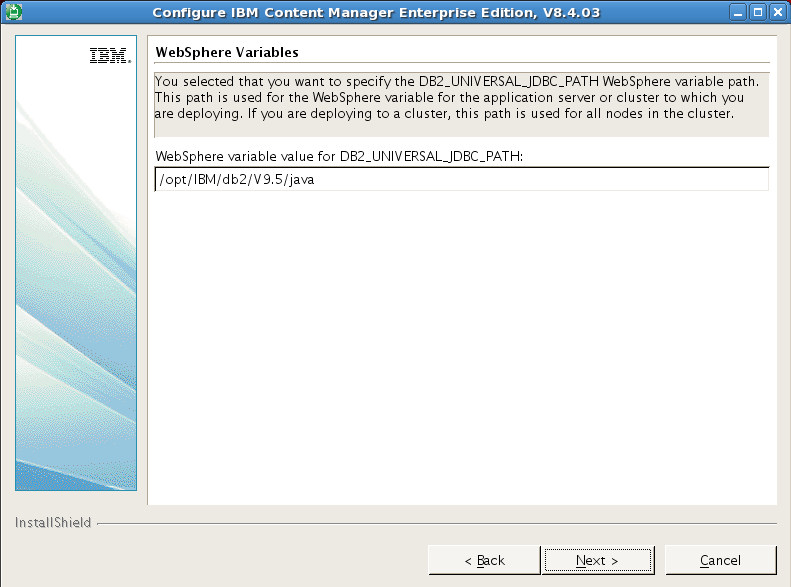 Configure IBM Content Manager Enterprise Edition, V8.4.03
IBM.
WebSphere Variables
You selected that you want to specify the DB2_UNIVERSAL_JDBC_PATH WebSphere variable path.
This path is used for the WebSphere variable for the application server or cluster to which you
are deploying. If you are deploying to a cluster, this path is used for all nodes in the cluster.
WebSphere variable value for DB2_UNIVERSAL_JDBC_PATH:
/opt/IBM/db2/V9.5/java
InstallShield
< Back
Next >
Cancel